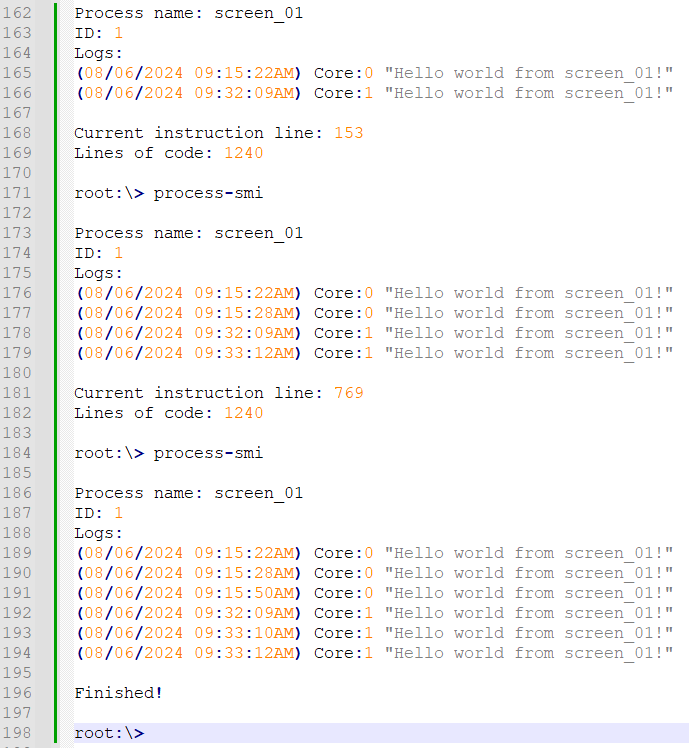 162 Process name: screen_01
163 ID: 1
164 Logs:
165 (08/06/2024 09:15:22AM) Core:0 "Hello world from screen_01!"
166 (08/06/2024 09:32:09AM) Core:1 "Hello world from screen_01!"
167
168 Current instruction line: 153
169 Lines of code: 1240
170
171 root:\> process-smi
172
173 Process name: screen_01
174 ID: 1
175 Logs:
176 (08/06/2024 09:15:22AM) Core:0 "Hello world from screen_01!"
177 (08/06/2024 09:15:28AM) Core:0 "Hello world from screen_01!"
178 (08/06/2024 09:32:09AM) Core:1 "Hello world from screen_01!"
179 (08/06/2024 09:33:12AM) Core:1 "Hello world from screen_01!"
180
181 Current instruction line: 769
182 Lines of code: 1240
183
184 root:\> process-smi
185
186 Process name: screen_01
187 ID: 1
188 Logs:
189 (08/06/2024 09:15:22AM) Core:0 "Hello world from screen_01!"
190 (08/06/2024 09:15:28AM) Core:0 "Hello world from screen_01!"
191 (08/06/2024 09:15:50AM) Core:0 "Hello world from screen_01!"
192 (08/06/2024 09:32:09AM) Core:1 "Hello world from screen_01!"
193 (08/06/2024 09:33:10AM) Core:1 "Hello world from screen_01!"
194 (08/06/2024 09:33:12AM) Core:1 "Hello world from screen_01!"
195
196 Finished!
197
198 root:\>